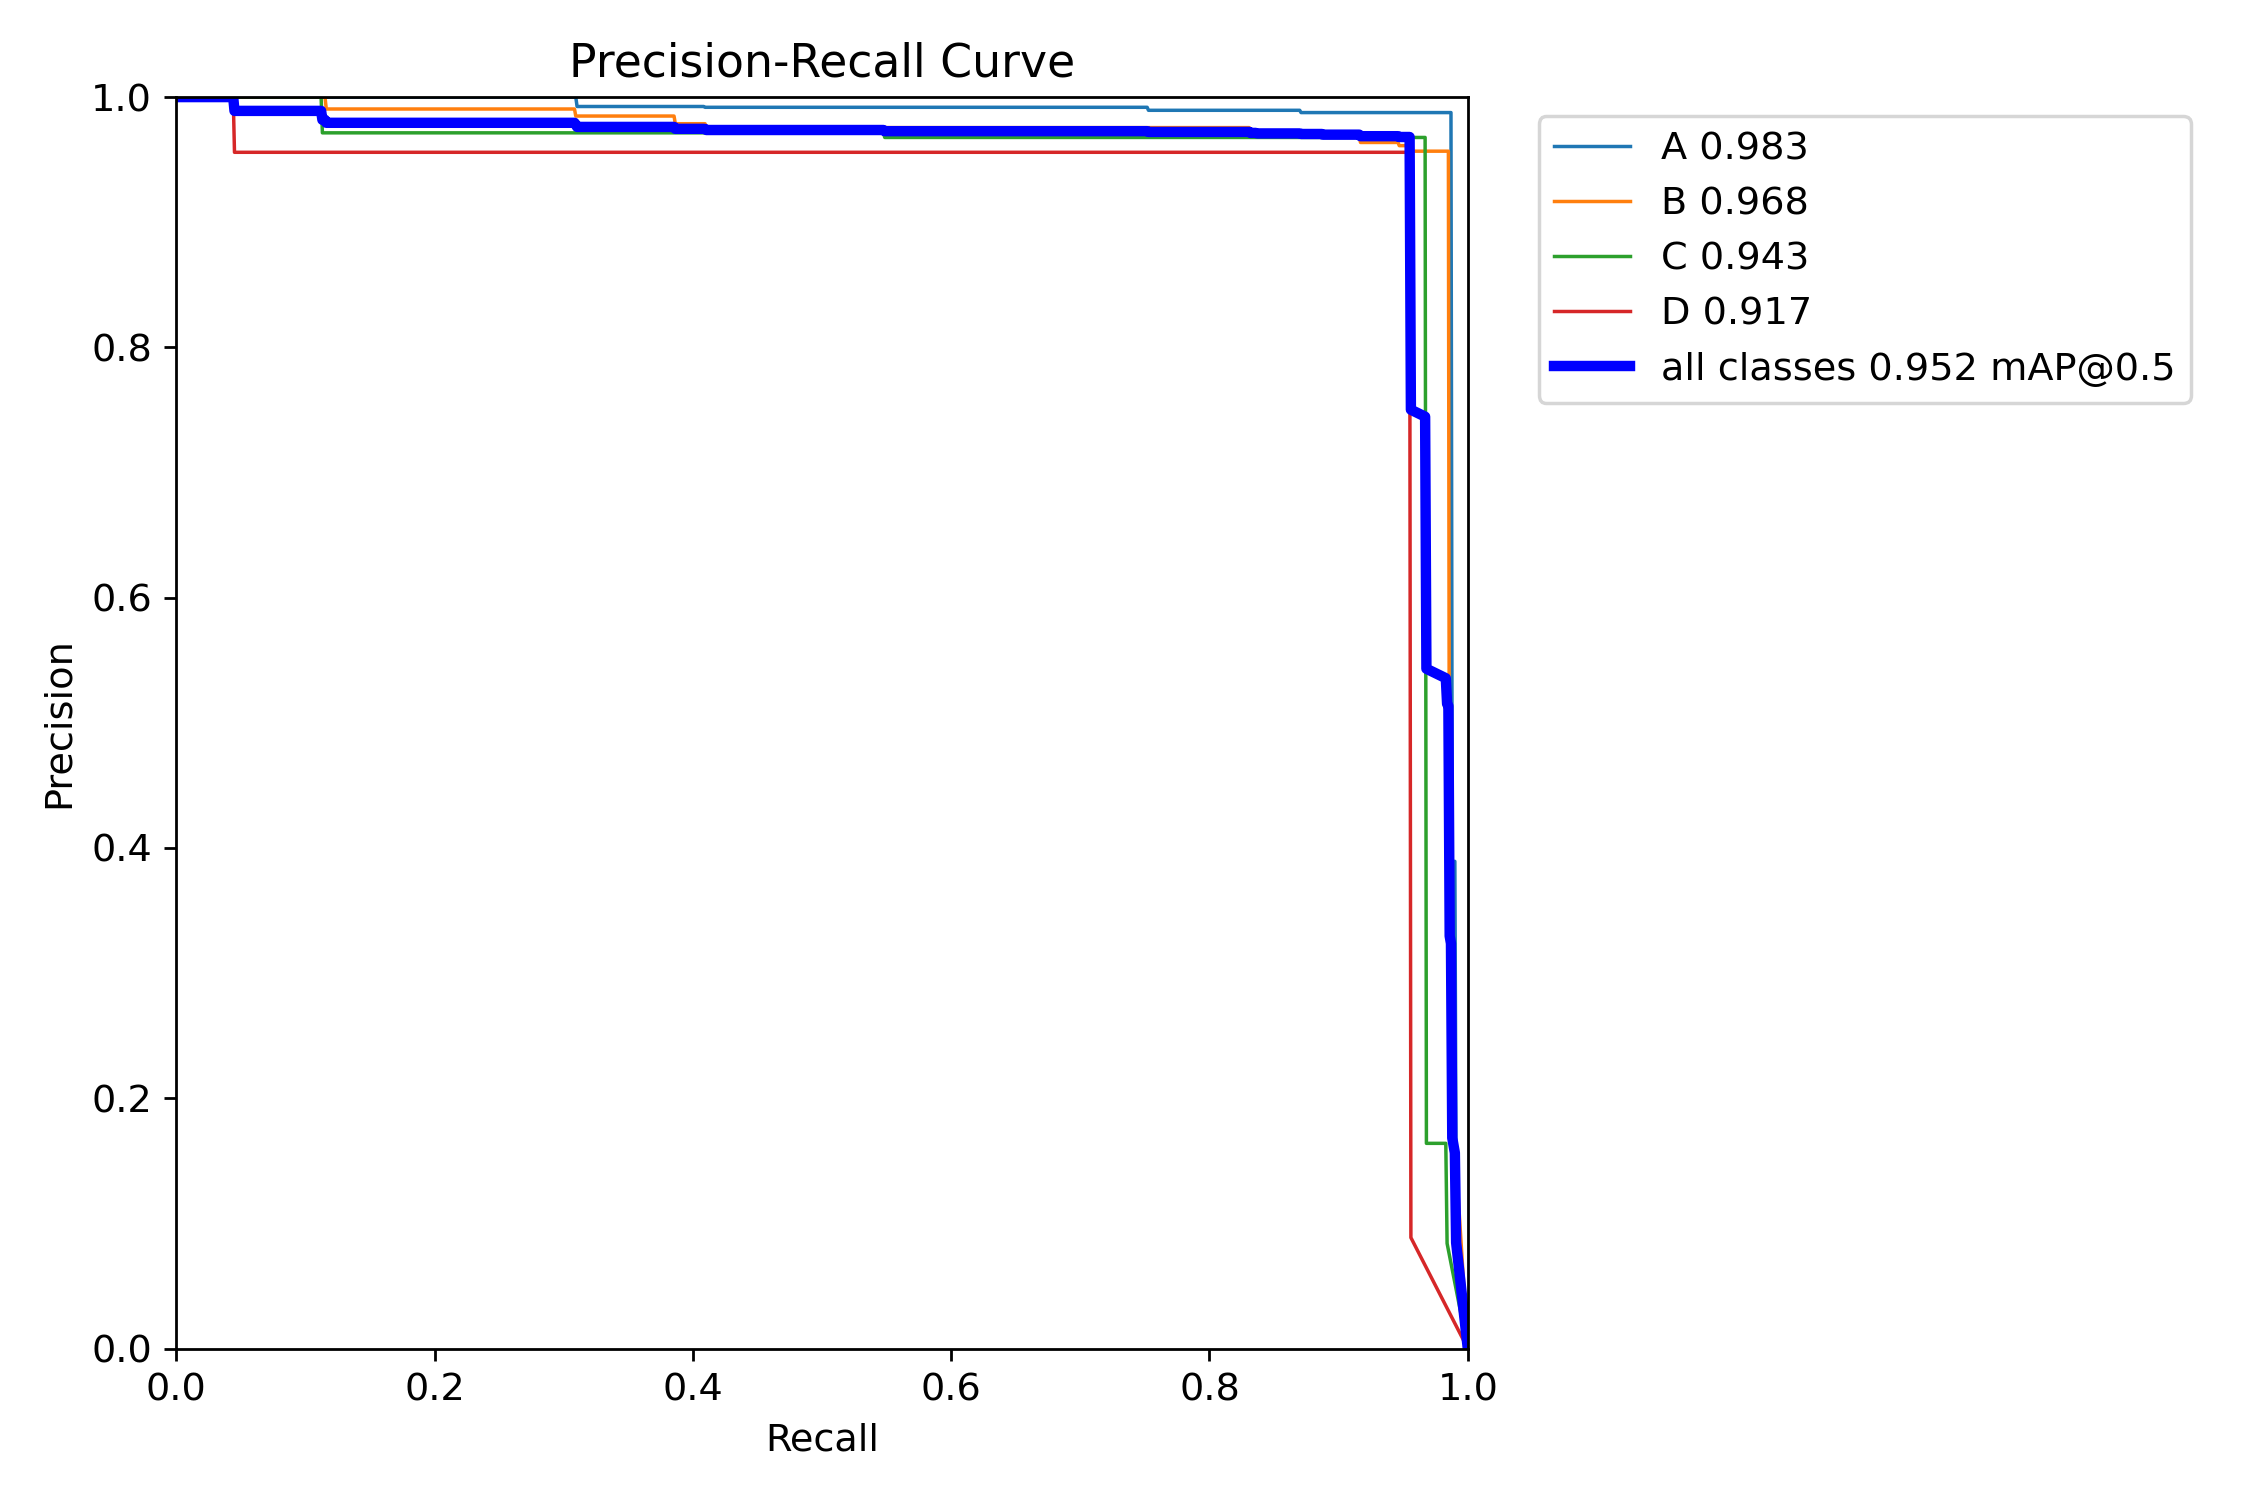 Precision-Recall Curve
1.0
0.8
0.6
0.4
0.2
0.0
Precision
0.0 0.2 0.4 0.6 0.8 1.0
Recall
A 0.983
B 0.968
C 0.943
D 0.917
all classes 0.952 mAP@0.5